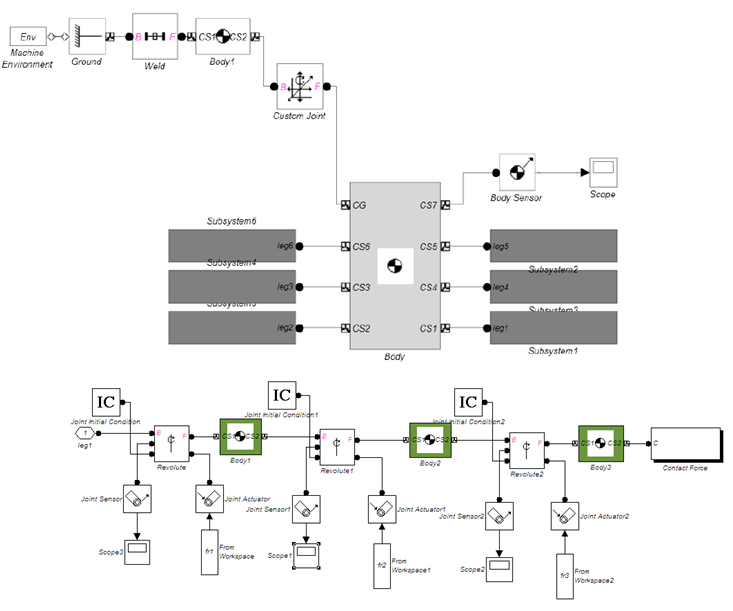 Env
Machine
Environment
Ground
B F
Weld
CS1 CS2
Body1
B F
Custom Joint
Body Sensor
Scope
CG CS7
Subsystem6
leg6 CS6 CS5 leg5
Subsystem4 Subsystem2
leg3 CS3 CS4 leg4
Subsystem3
leg2 CS2 CS1 leg1
Body Subsystem1
IC IC IC
Joint Initial Condition Joint Initial Condition1 Joint Initial Condition2
1 B F CS1 CS2 B F CS1 CS2 B F CS1 CS2 C
leg1
Revolute Body1 Revolute1 Body2 Revolute2 Body3 Contact Force
Joint Sensor Joint Actuator Joint Sensor1 Joint Actuator1 Joint Sensor2 Joint Actuator2
Scope3 Scope1 Scope2
fr1 From
Workspace
fr2 From
Workspace1
fr3 From
Workspace2